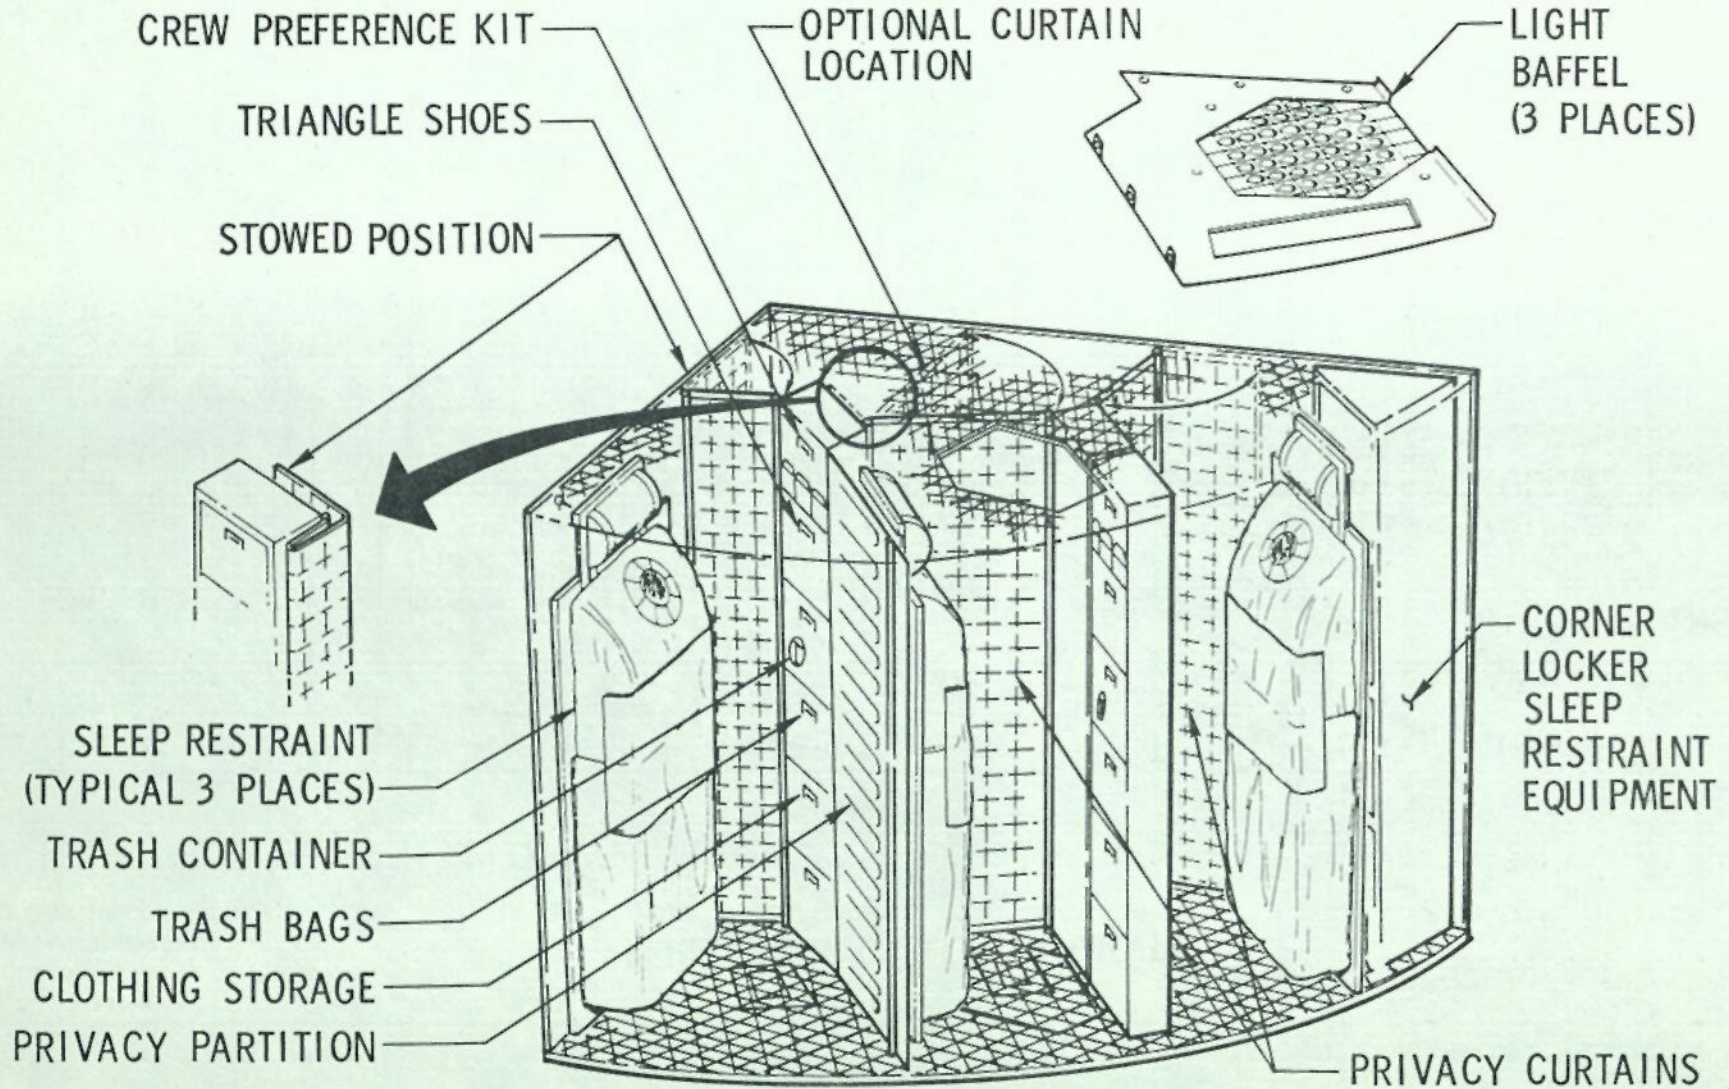 CREW PREFERENCE KIT
TRIANGLE SHOES
STOWED POSITION
OPTIONAL CURTAIN
LOCATION
LIGHT
BAFFEL
(3 PLACES)
SLEEP RESTRAINT
(TYPICAL 3 PLACES)
TRASH CONTAINER
TRASH BAGS
CLOTHING STORAGE
PRIVACY PARTITION
CORNER
LOCKER
SLEEP
RESTRAINT
EQUIPMENT
PRIVACY CURTAINS